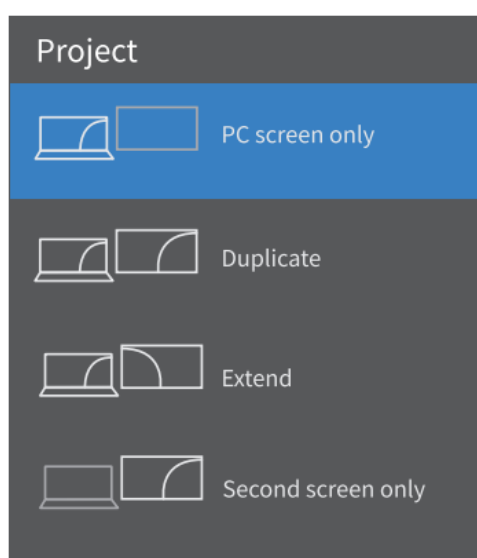 Project
PC screen only
Duplicate
Extend
Second screen only